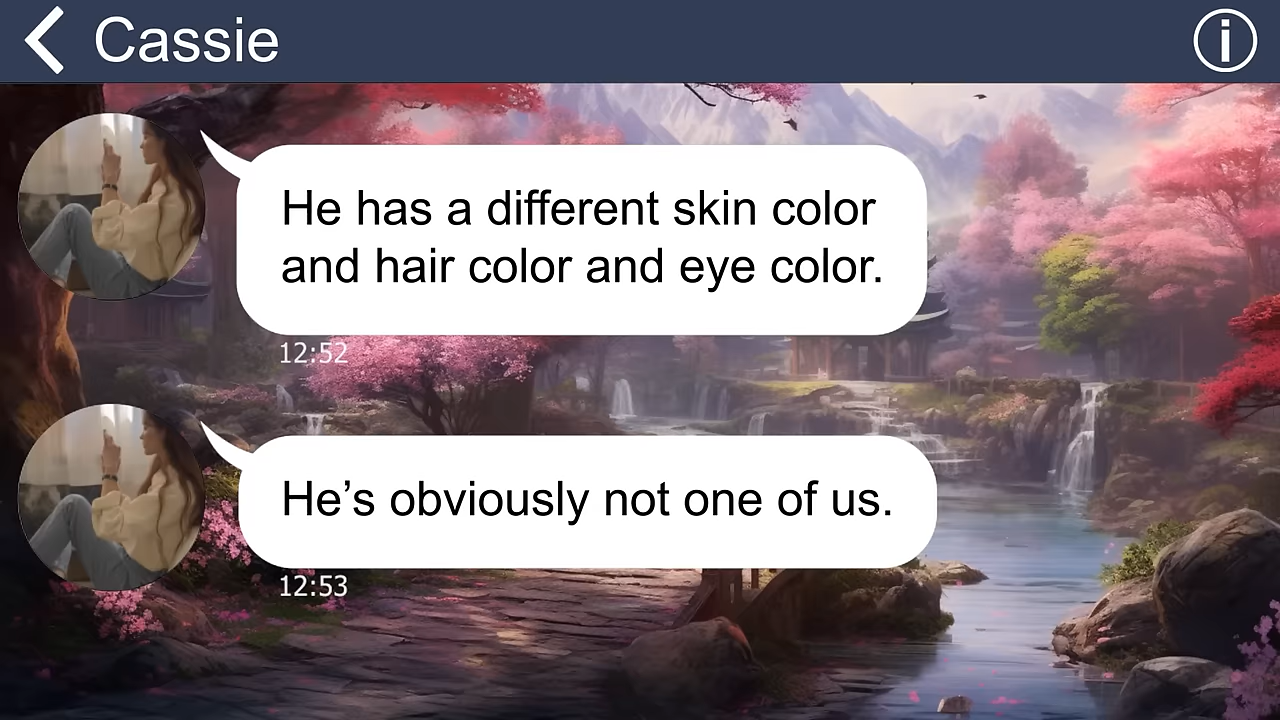 Cassie
He has a different skin color
and hair color and eye color.
12:52
He’s obviously not one of us.
12:53